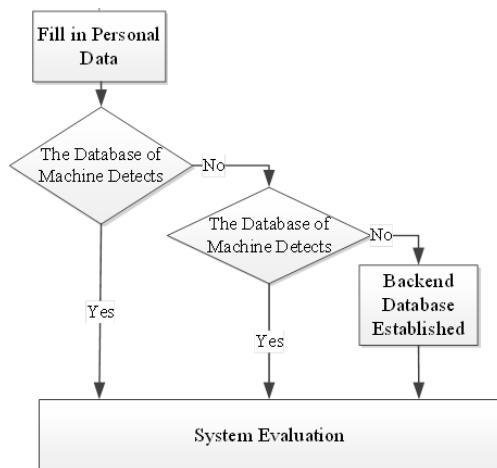 Fill in Personal
Data
The Database of
Machine Detects
No
The Database of
Machine Detects
No
Backend
Database
Established
Yes
Yes
System Evaluation